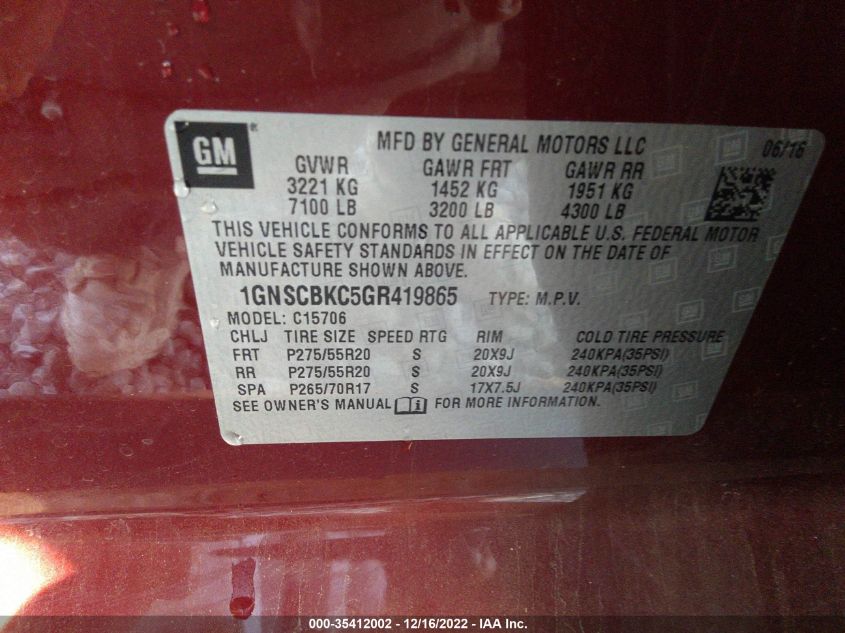 GM ® MFD BY GENERAL MOTORS LLC 06/16
GVWR GAWR FRT GAWR RR
3221 KG 1452 KG 1951 KG
7100 LB 3200 LB 4300 LB
THIS VEHICLE CONFORMS TO ALL APPLICABLE U.S. FEDERAL MOTOR
VEHICLE SAFETY STANDARDS IN EFFECT ON THE DATE OF
MANUFACTURE SHOWN ABOVE.
1GNSCBKC5GR419865 TYPE: M.P.V.
MODEL: C15706
CHLJ TIRE SIZE SPEED RTG RIM COLD TIRE PRESSURE
FRT P275/55R20 S 20X9J 240KPA(35PSI)
RR P275/55R20 S 20X9J 240KPA(35PSI)
SPA P265/70R17 S 17X7.5J 240KPA(35PSI)
SEE OWNER'S MANUAL i FOR MORE INFORMATION.
000-35412002 - 12/16/2022 - IAA Inc.